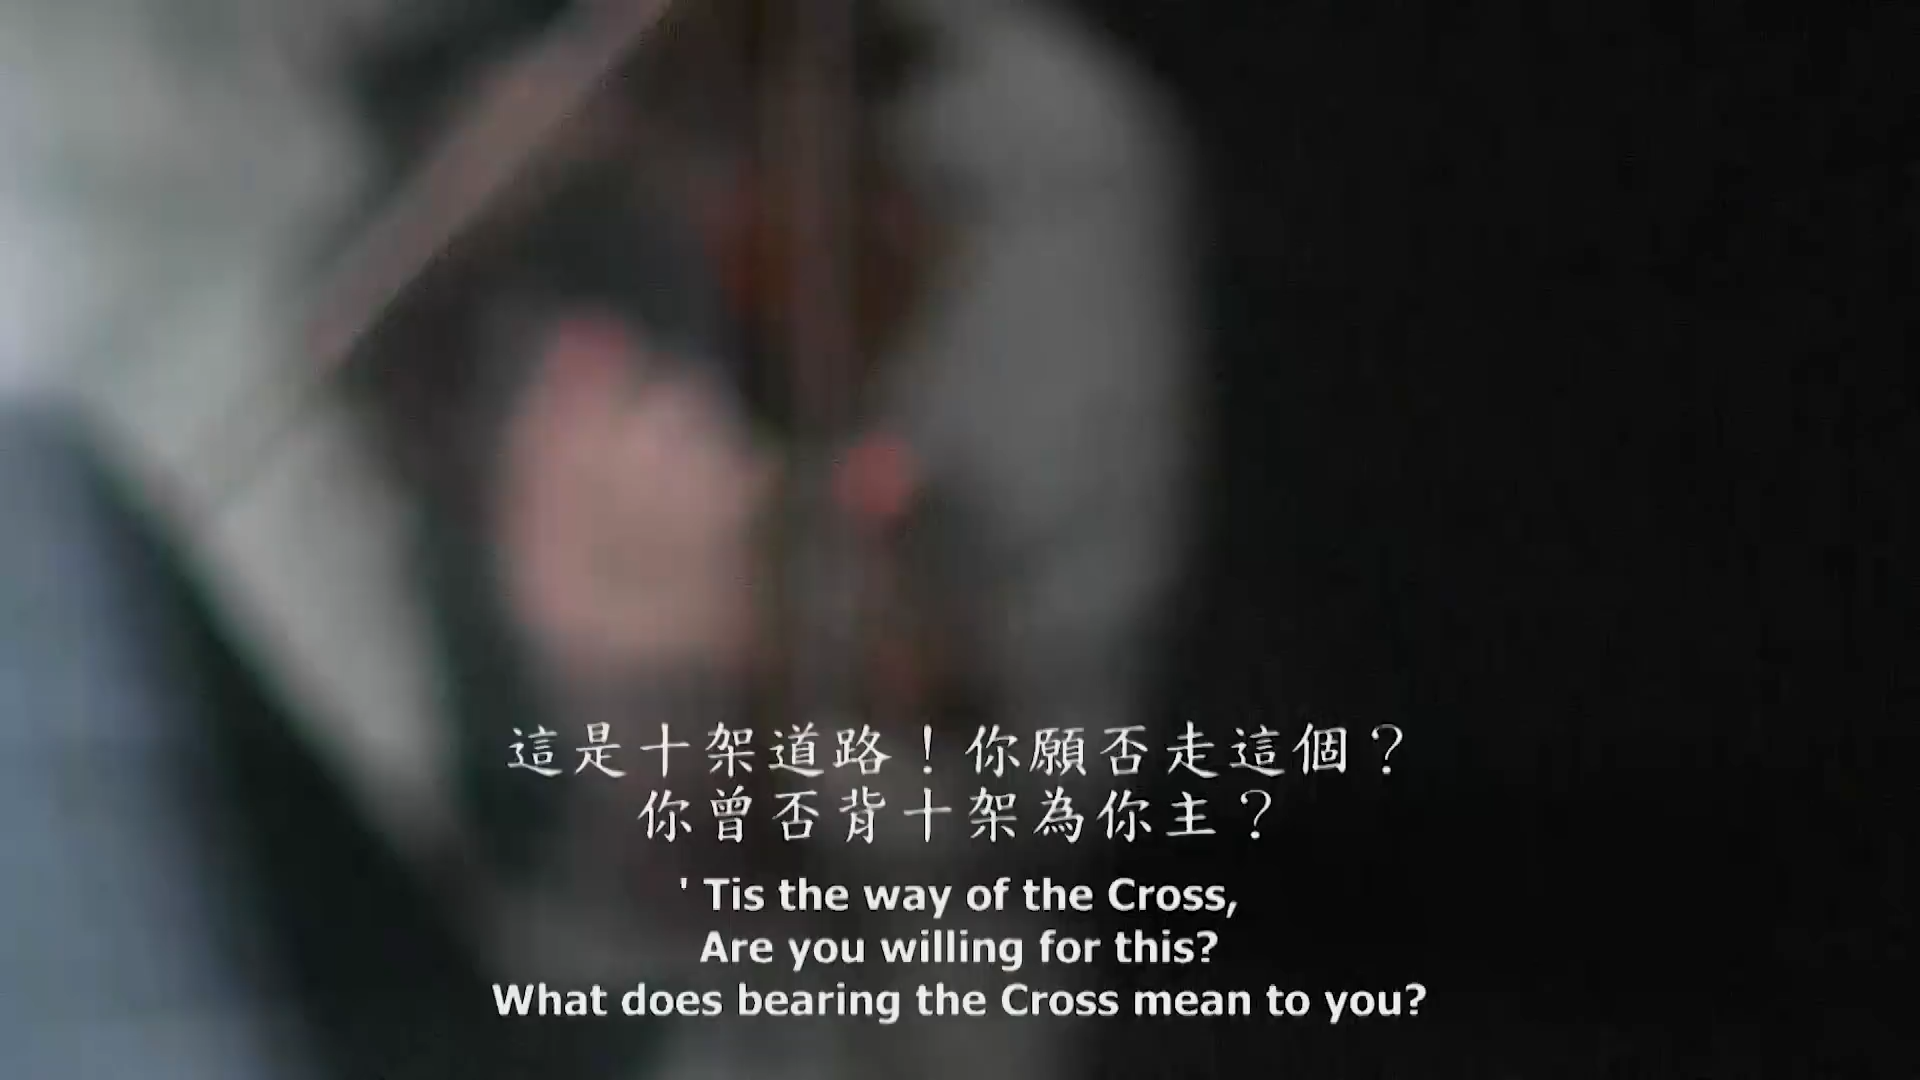 這是十架道路！你願否走這個？
你曾否背十架為你主？
' Tis the way of the Cross,
Are you willing for this?
What does bearing the Cross mean to you?